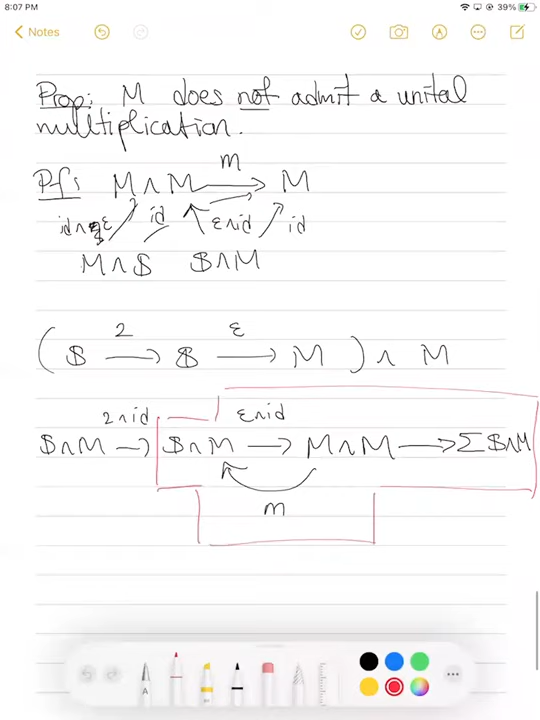 8:07 PM 39%
Notes
Prop: M does not admit a unital
multiplication.
m
Pf: M ∧ M → M
id ∧ ε id ε ∧ id id
M ∧ $ $ ∧ M
2 ε
( $ → $ → M ) ∧ M
2 ∧ id ε ∧ id
$ ∧ M → $ ∧ M → M ∧ M → Σ $ ∧ M
m
A